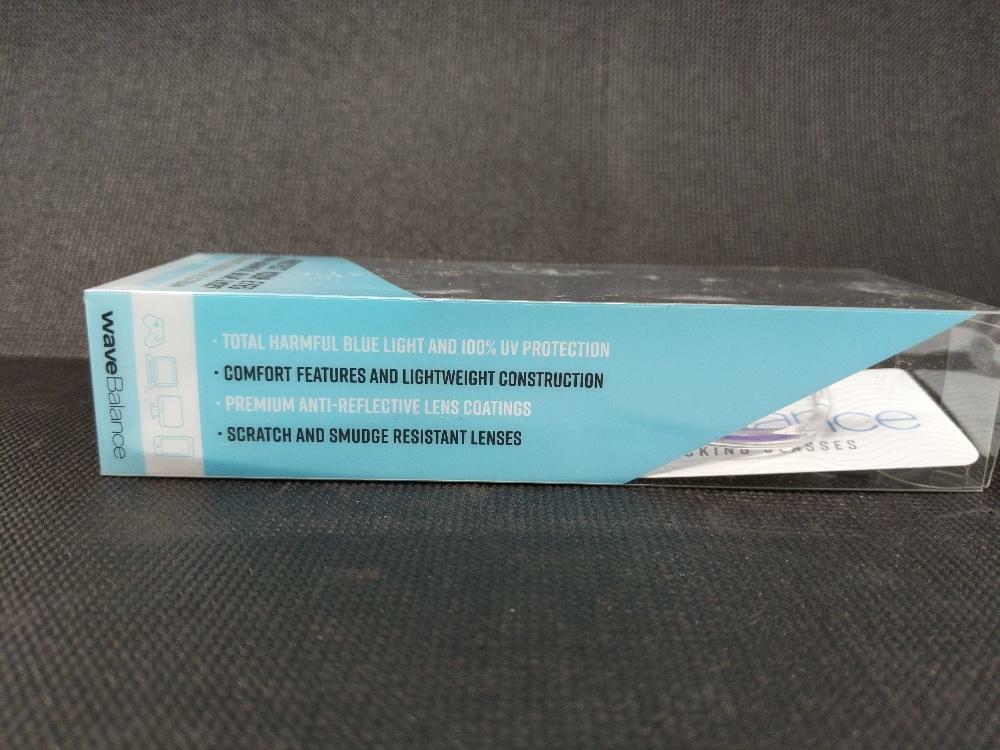 waveBalance
· TOTAL HARMFUL BLUE LIGHT AND 100% UV PROTECTION
· COMFORT FEATURES AND LIGHTWEIGHT CONSTRUCTION
· PREMIUM ANTI-REFLECTIVE LENS COATINGS
· SCRATCH AND SMUDGE RESISTANT LENSES